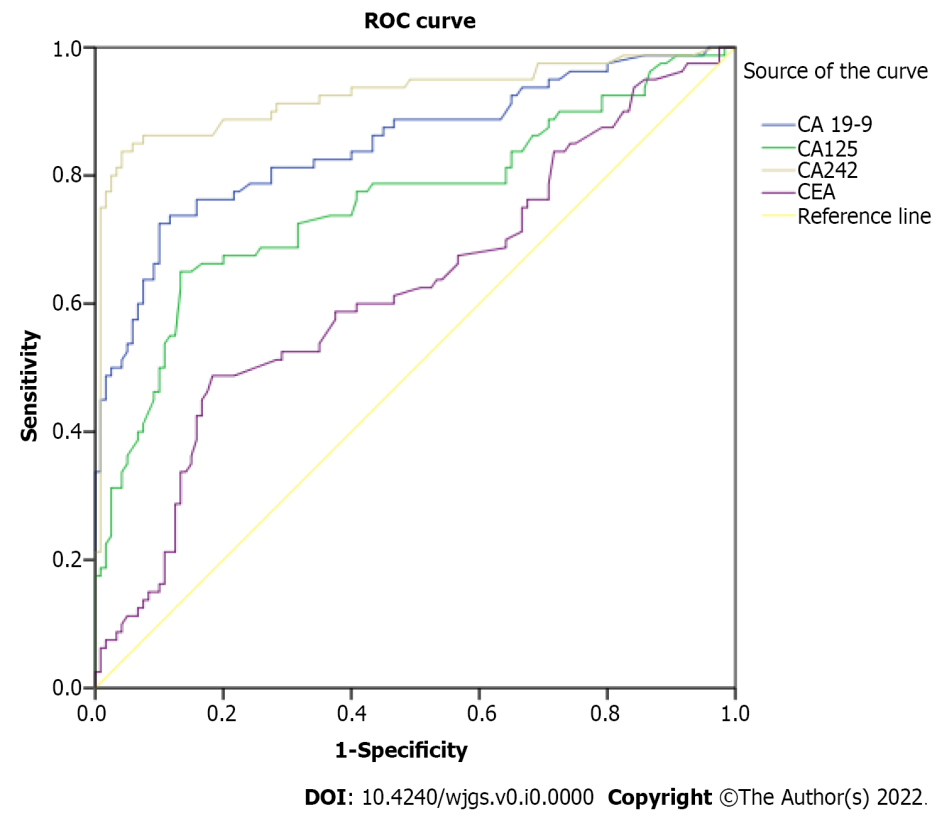 ROC curve
Source of the curve
CA 19-9
CA125
CA242
CEA
Reference line
Sensitivity
1.0
0.8
0.6
0.4
0.2
0.0
0.0 0.2 0.4 0.6 0.8 1.0
1-Specificity
DOI: 10.4240/wjgs.v0.i0.0000 Copyright ©The Author(s) 2022.